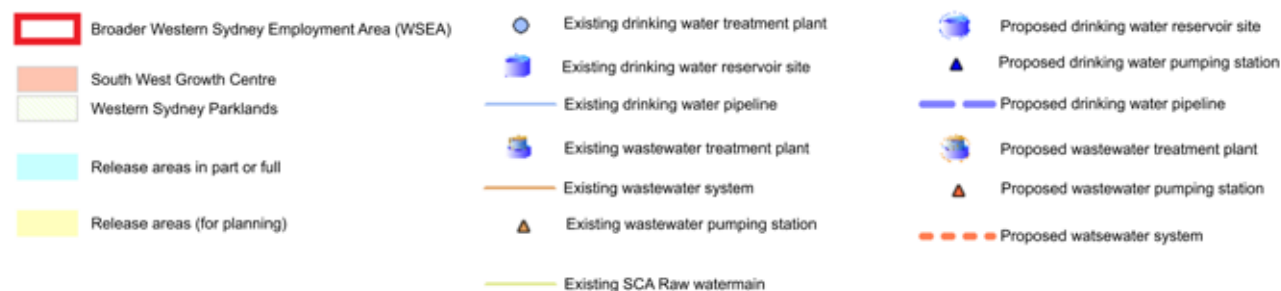 Broader Western Sydney Employment Area (WSEA)
South West Growth Centre
Western Sydney Parklands
Release areas in part or full
Release areas (for planning)
Existing drinking water treatment plant
Existing drinking water reservoir site
Existing drinking water pipeline
Existing wastewater treatment plant
Existing wastewater system
Existing wastewater pumping station
Existing SCA Raw watermain
Proposed drinking water reservoir site
Proposed drinking water pumping station
Proposed drinking water pipeline
Proposed wastewater treatment plant
Proposed wastewater pumping station
Proposed watsewater system